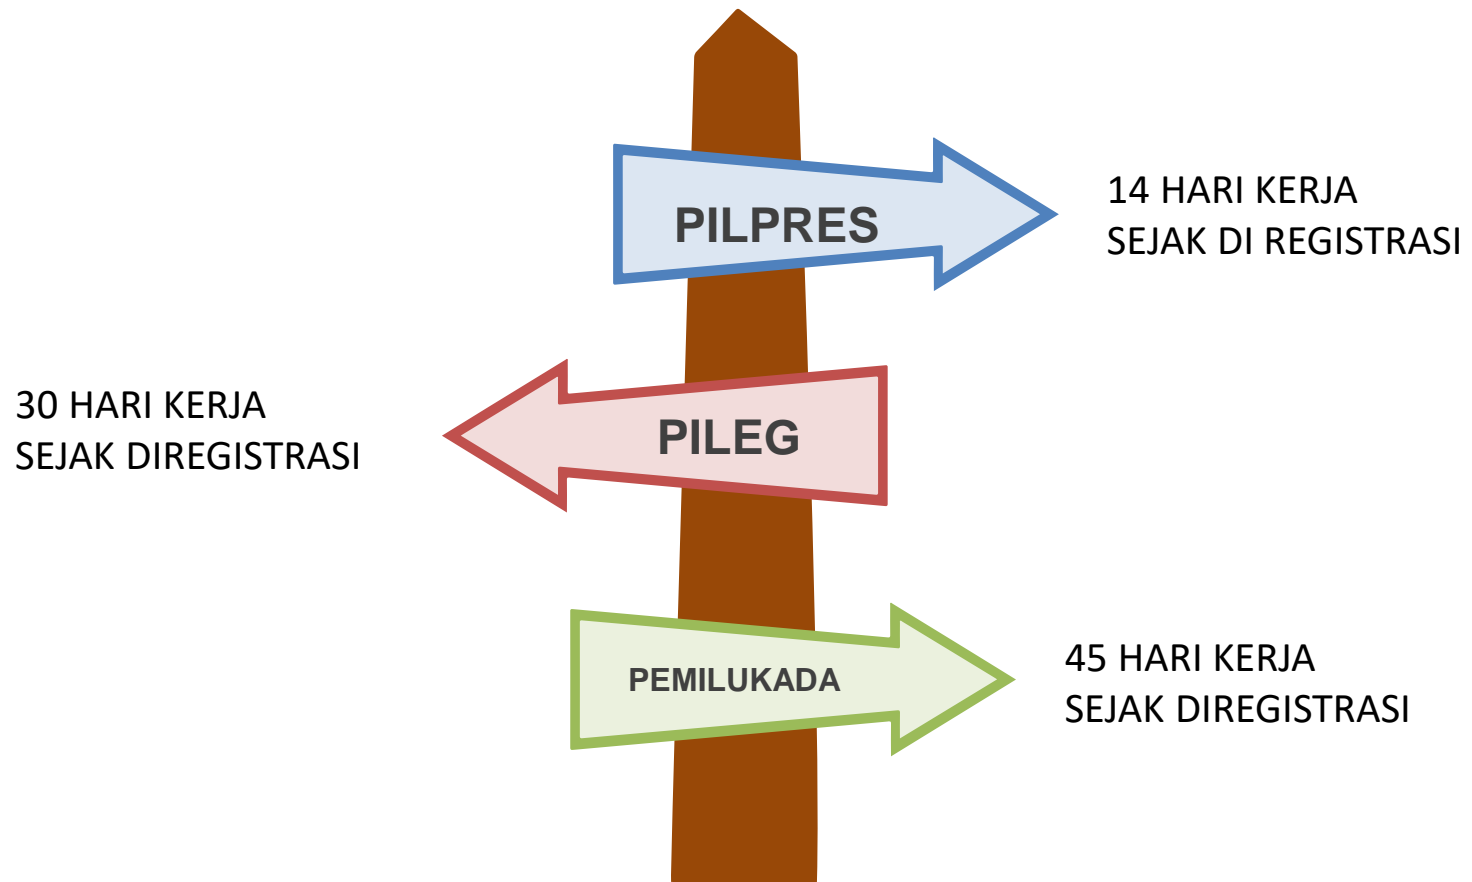 PILPRES
14 HARI KERJA
SEJAK DI REGISTRASI
30 HARI KERJA
SEJAK DIREGISTRASI
PILEG
PEMILUKADA
45 HARI KERJA
SEJAK DIREGISTRASI